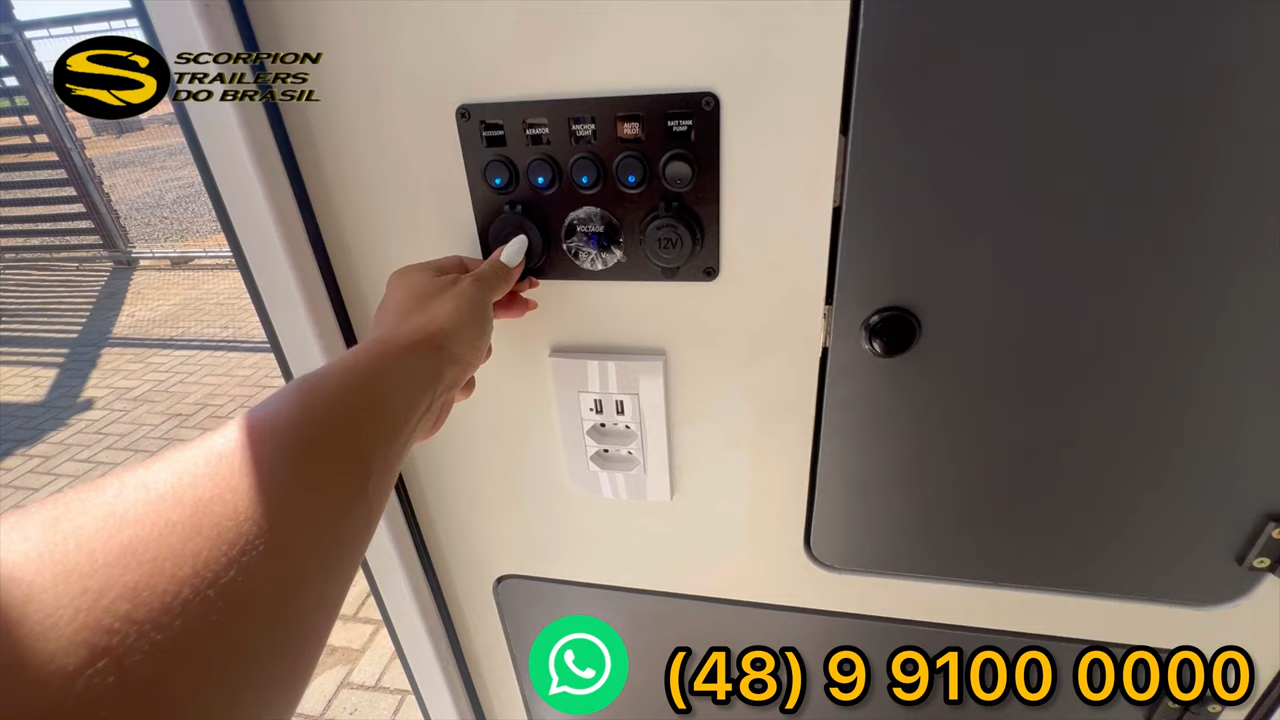 SCORPION
TRAILERS
DO BRASIL
ACCESSORY
AERATOR
ANCHOR
LIGHT
AUTO
PILOT
BAIT TANK
PUMP
VOLTAGE
12V
(48) 9 9100 0000